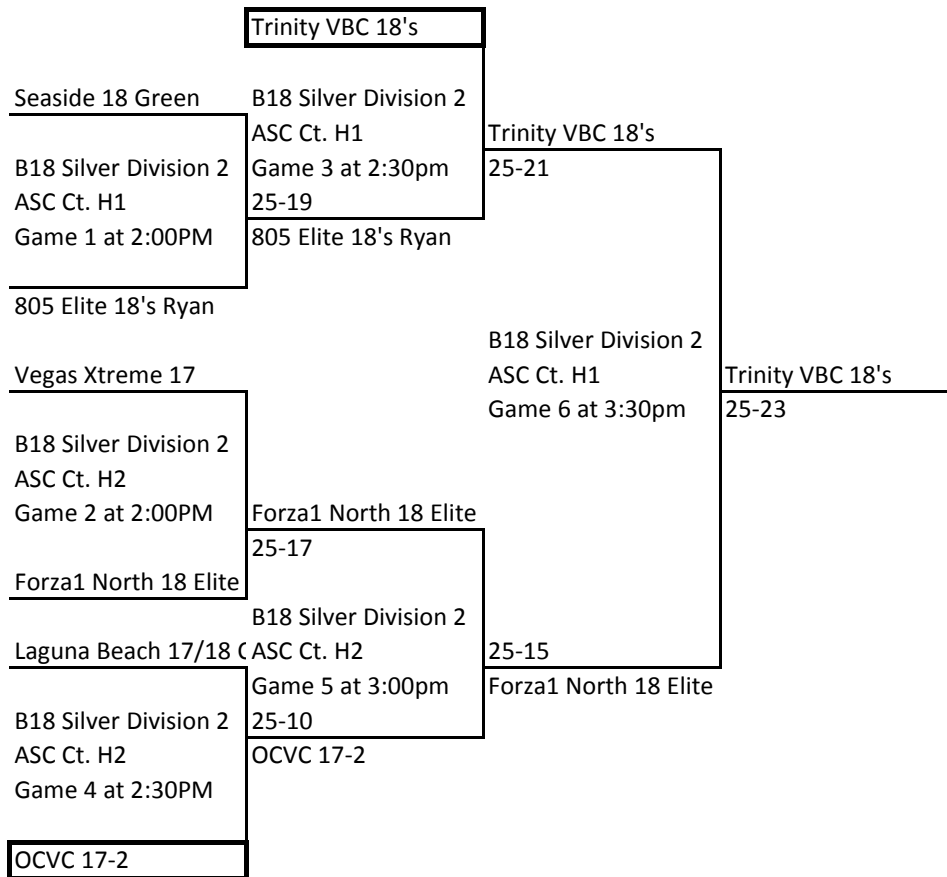 Trinity VBC 18's
Seaside 18 Green
B18 Silver Division 2
ASC Ct. H1
Game 3 at 2:30pm
25-19
Trinity VBC 18's
25-21
B18 Silver Division 2
ASC Ct. H1
Game 1 at 2:00PM
805 Elite 18's Ryan
805 Elite 18's Ryan
B18 Silver Division 2
ASC Ct. H1
Game 6 at 3:30pm
Trinity VBC 18's
25-23
Vegas Xtreme 17
B18 Silver Division 2
ASC Ct. H2
Game 2 at 2:00PM
Forza1 North 18 Elite
25-17
Forza1 North 18 Elite
B18 Silver Division 2
ASC Ct. H2
Game 5 at 3:00pm
25-10
25-15
Forza1 North 18 Elite
Laguna Beach 17/18
B18 Silver Division 2
ASC Ct. H2
Game 4 at 2:30PM
OCVC 17-2
OCVC 17-2